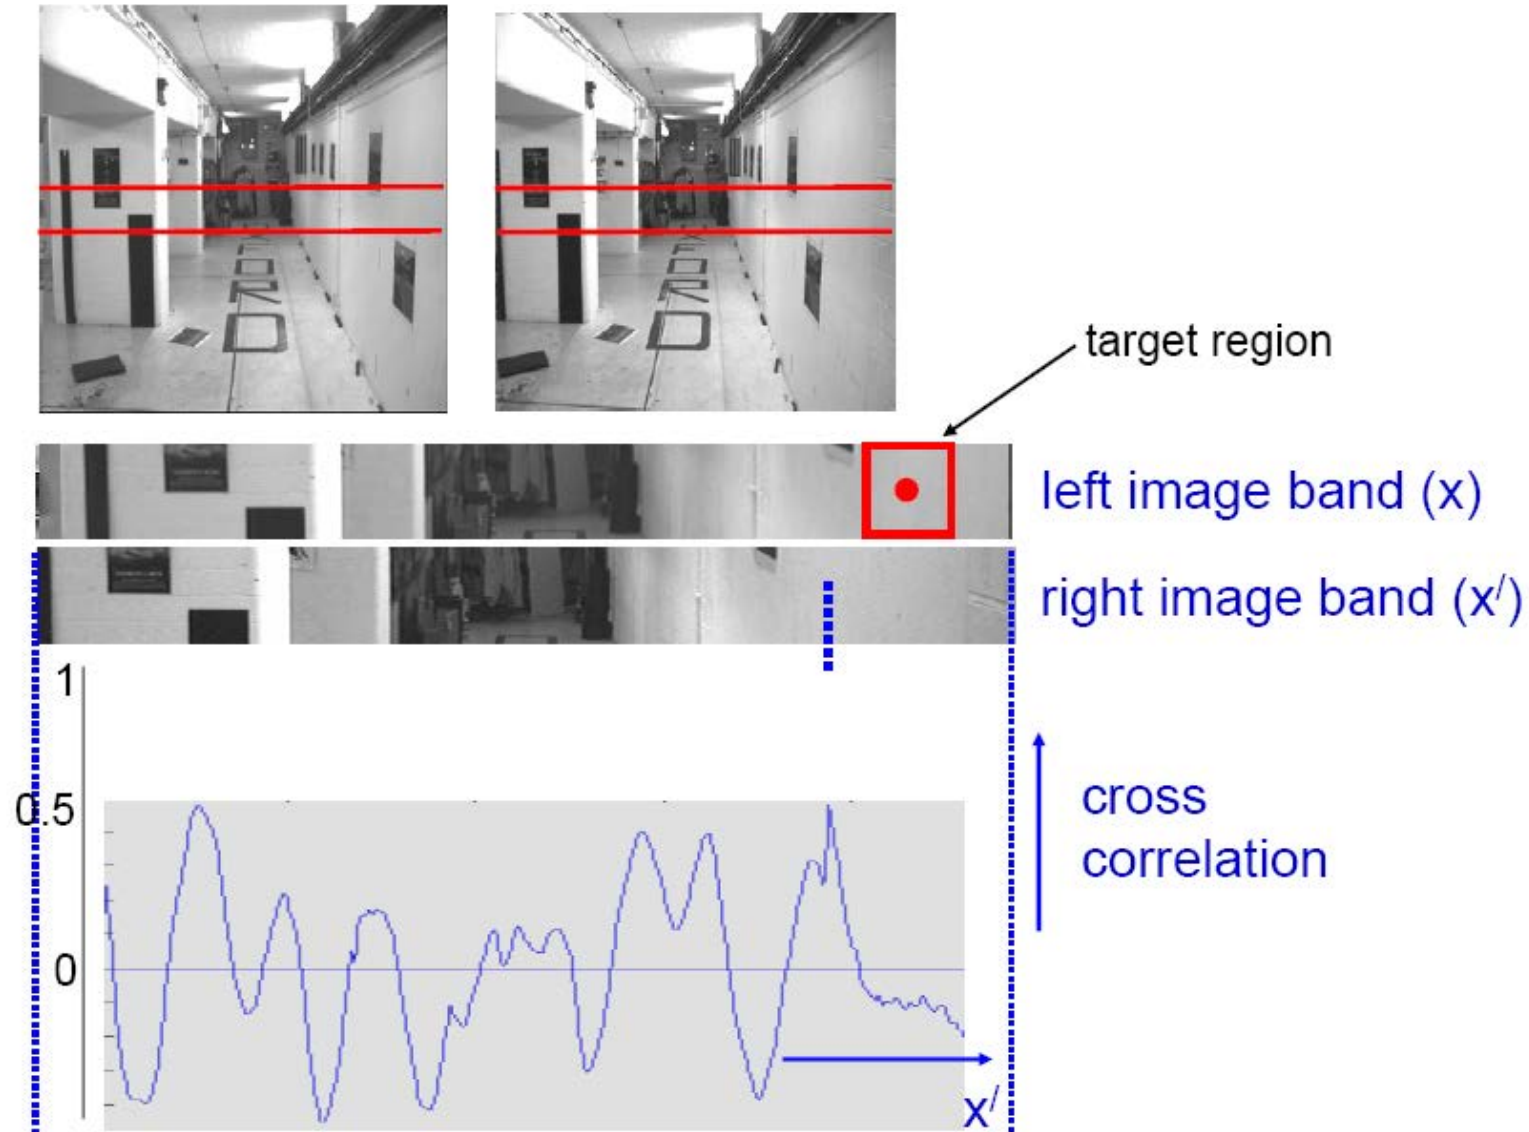 target region
left image band (x)
right image band (x/)
1
0.5
0
cross
correlation
x/